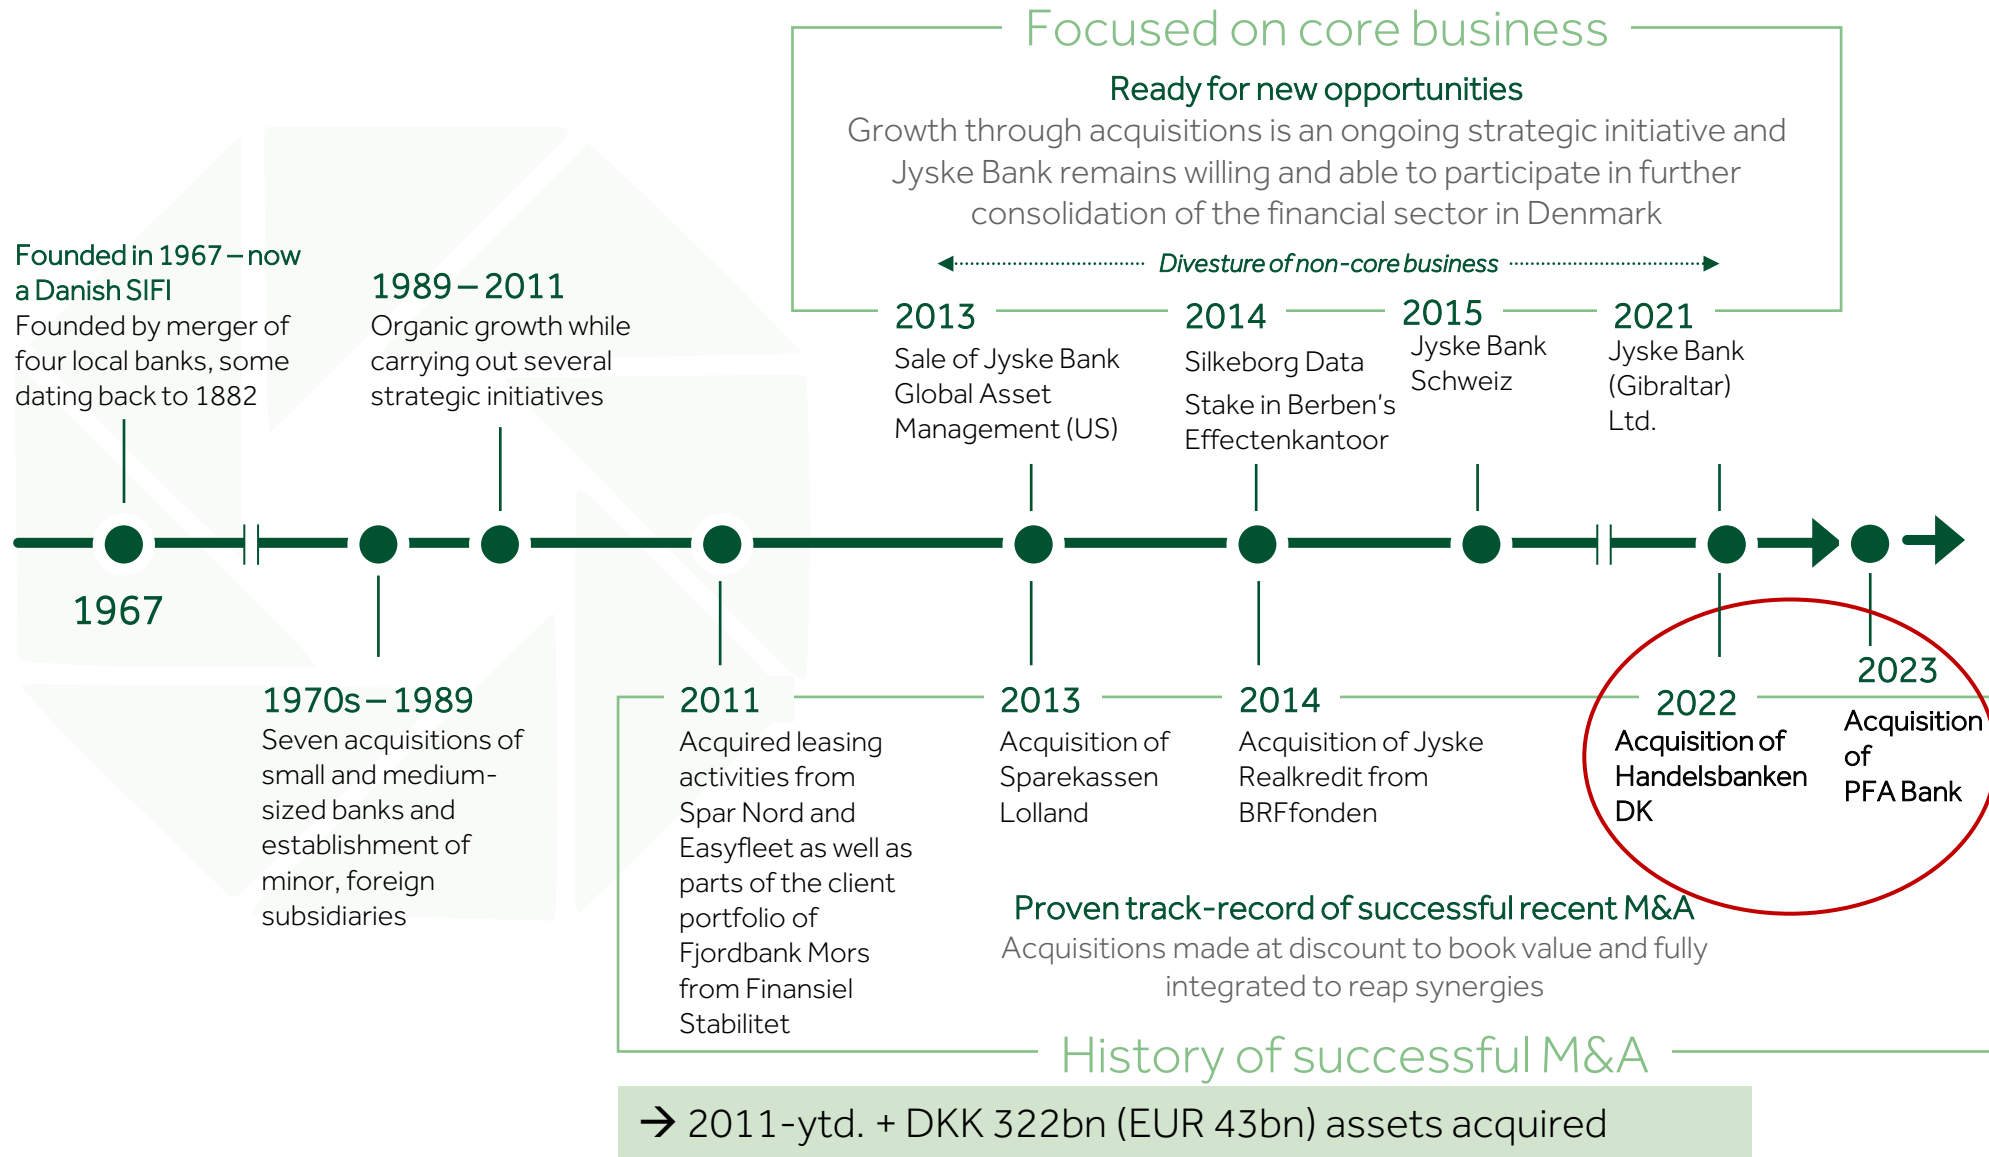 Focused on core business
Ready for new opportunities
Growth through acquisitions is an ongoing strategic initiative and
Jyske Bank remains willing and able to participate in further
consolidation of the financial sector in Denmark
Divesture of non-core business
Founded in 1967 – now
a Danish SIFI
Founded by merger of
four local banks, some
dating back to 1882
1989 – 2011
Organic growth while
carrying out several
strategic initiatives
2013
Sale of Jyske Bank
Global Asset
Management (US)
2014
Silkeborg Data
Stake in Berben's
Effectenkantoor
2015
Jyske Bank
Schweiz
2021
Jyske Bank
(Gibraltar)
Ltd.
1967
1970s – 1989
Seven acquisitions of
small and medium-
sized banks and
establishment of
minor, foreign
subsidiaries
2011
Acquired leasing
activities from
Spar Nord and
Easyfleet as well as
parts of the client
portfolio of
Fjordbank Mors
from Finansiel
Stabilitet
2013
Acquisition of
Sparekassen
Lolland
2014
Acquisition of Jyske
Realkredit from
BRFfonden
2022
Acquisition of
Handelsbanken
DK
2023
Acquisition
of
PFA Bank
Proven track-record of successful recent M&A
Acquisitions made at discount to book value and fully
integrated to reap synergies
History of successful M&A
→ 2011-ytd. + DKK 322bn (EUR 43bn) assets acquired